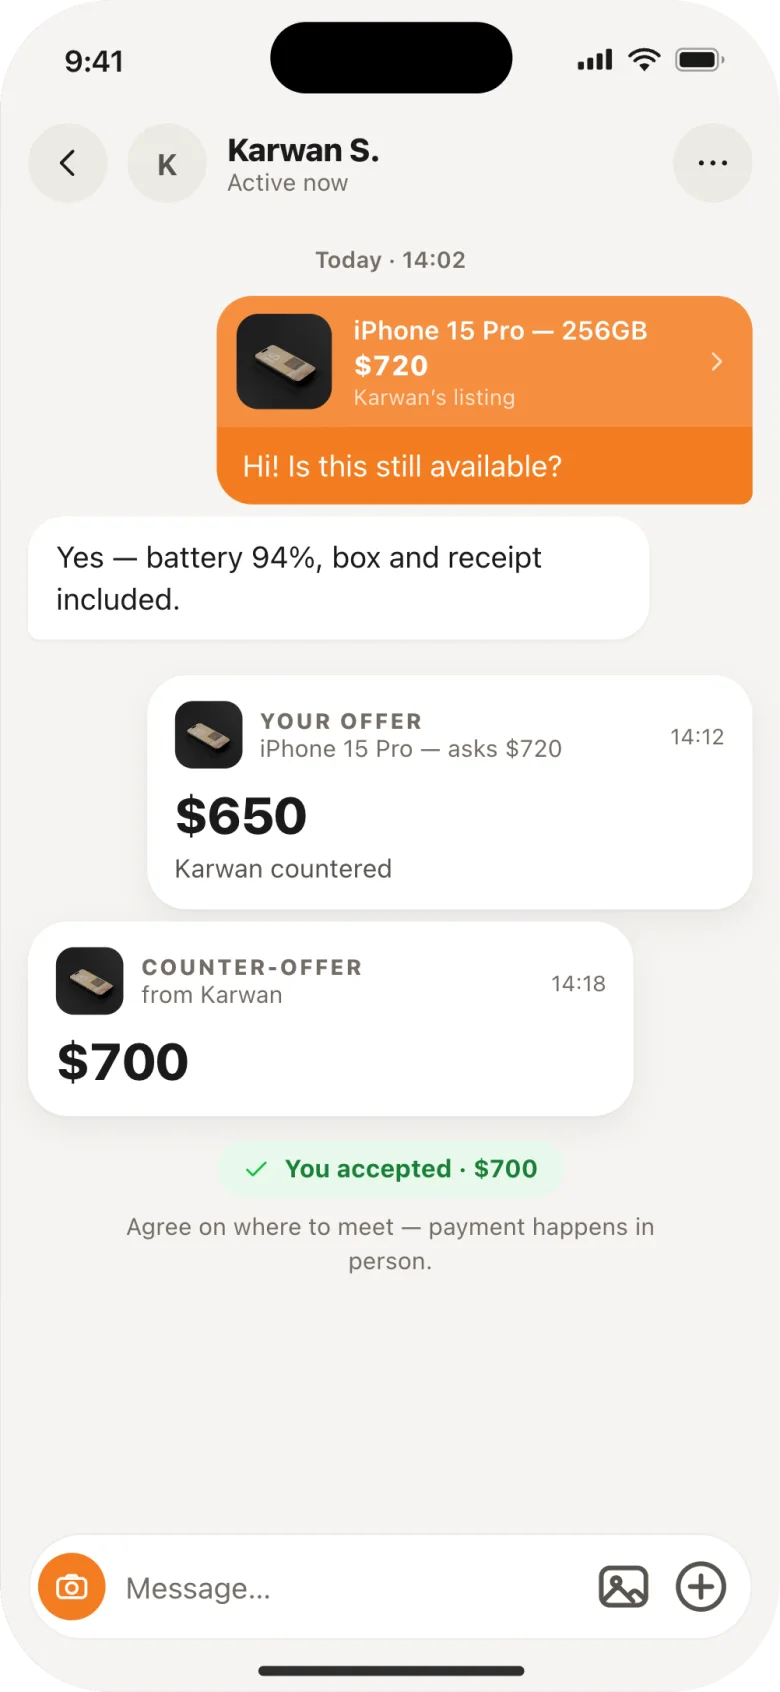 9:41
K
Karwan S.
Active now
Today · 14:02
iPhone 15 Pro — 256GB
$720
Karwan’s listing
Hi! Is this still available?
Yes — battery 94%, box and receipt
included.
YOUR OFFER
iPhone 15 Pro — asks $720
14:12
$650
Karwan countered
COUNTER-OFFER
from Karwan
14:18
$700
You accepted · $700
Agree on where to meet — payment happens in
person.
Message...